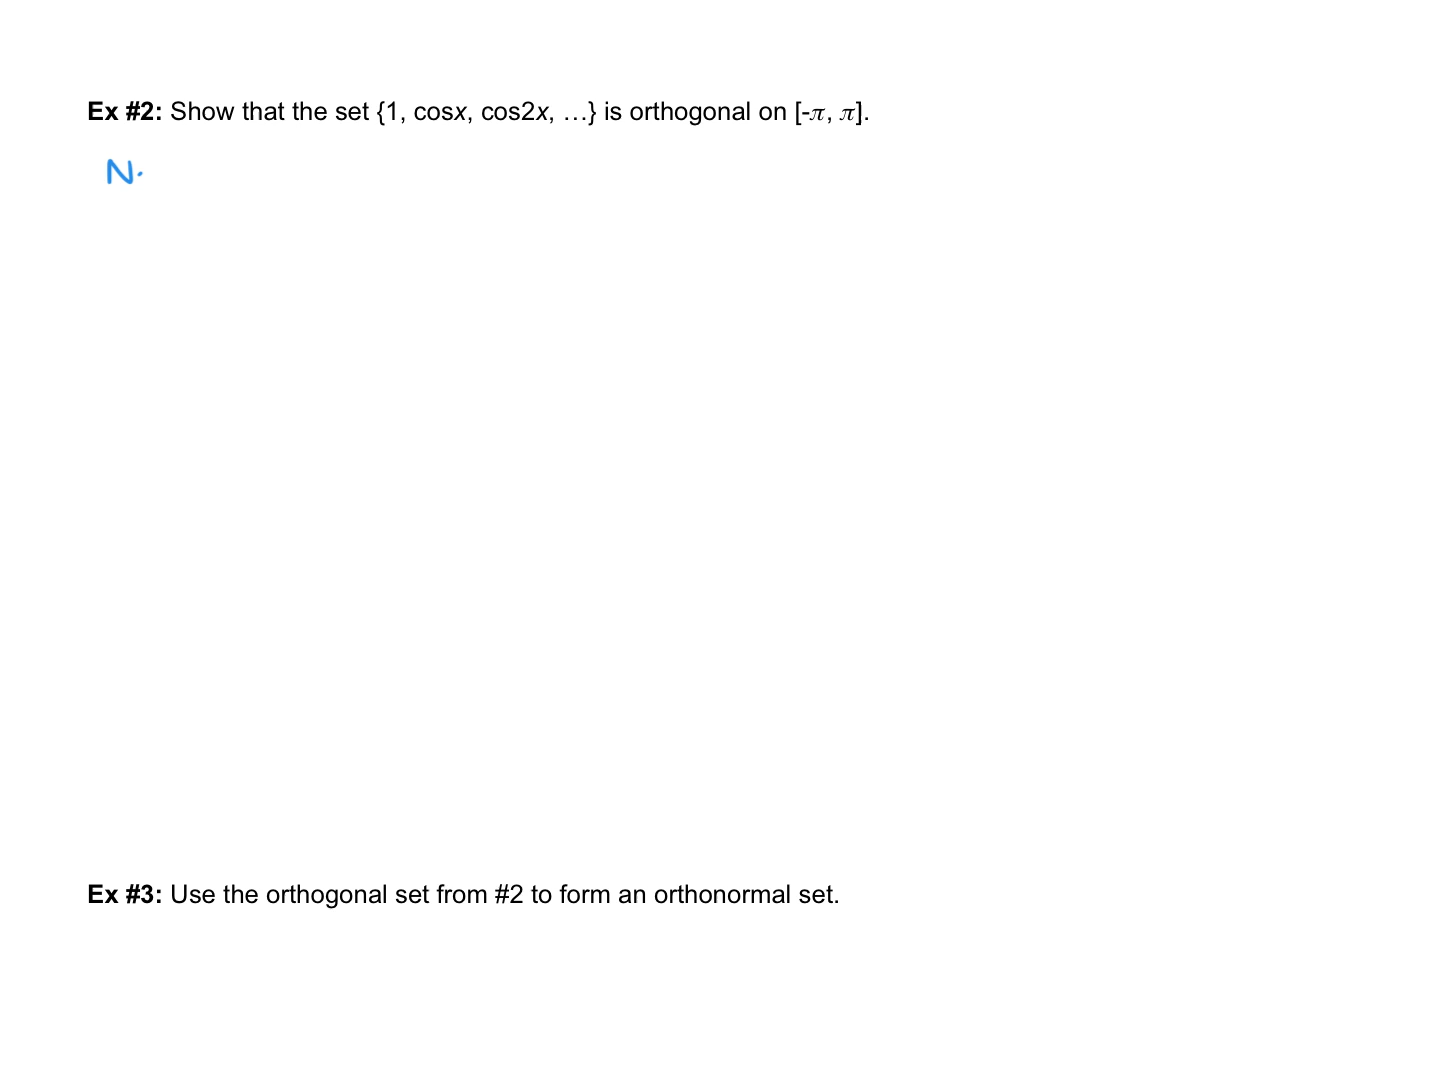 Ex #2: Show that the set {1, cosx, cos2x, …} is orthogonal on [-π, π].
N.
Ex #3: Use the orthogonal set from #2 to form an orthonormal set.